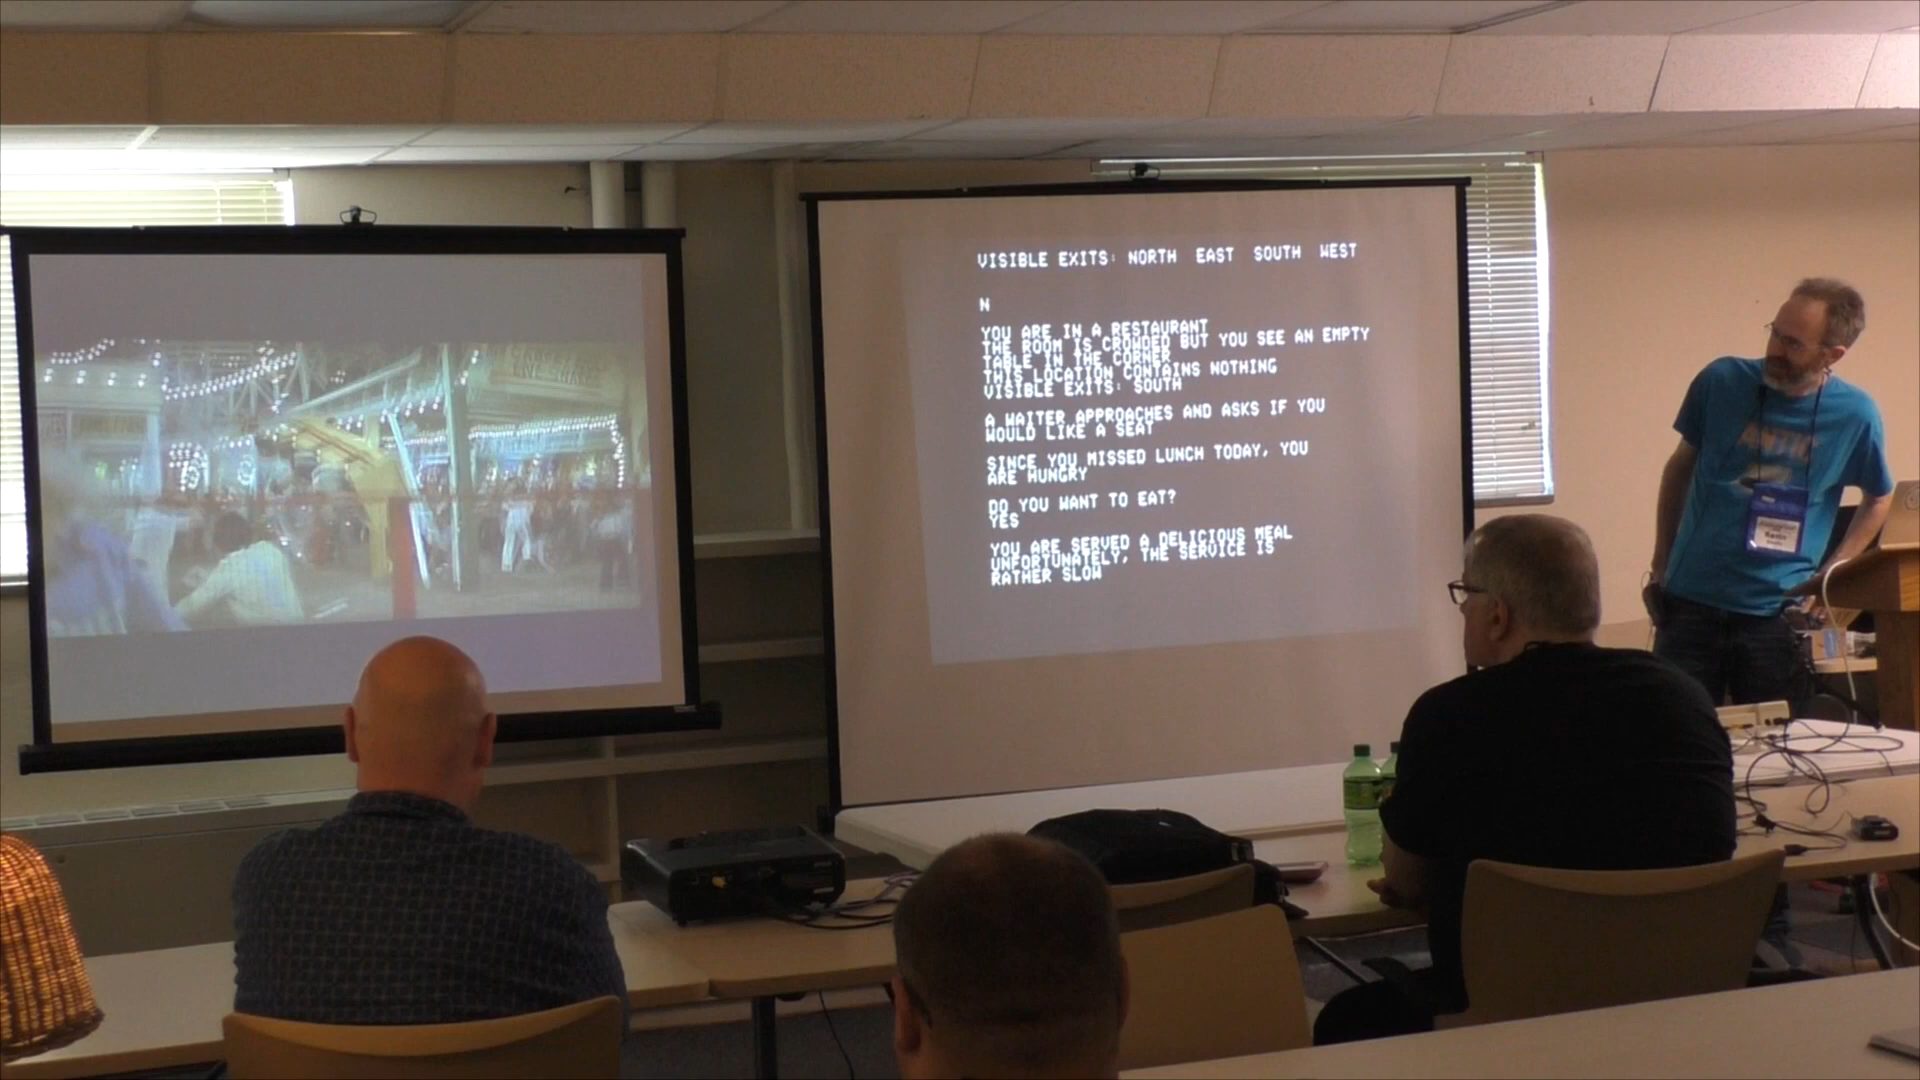 VISIBLE EXITS: NORTH EAST SOUTH WEST
N
YOU ARE IN A RESTAURANT
THE ROOM IS CROWDED BUT YOU SEE AN EMPTY
TABLE IN THE CORNER
THIS LOCATION CONTAINS NOTHING
VISIBLE EXITS: SOUTH
A WAITER APPROACHES AND ASKS IF YOU
WOULD LIKE A SEAT
SINCE YOU MISSED LUNCH TODAY, YOU
ARE HUNGRY
DO YOU WANT TO EAT?
YES
YOU ARE SERVED A DELICIOUS MEAL
UNFORTUNATELY, THE SERVICE IS
RATHER SLOW
ANTIC
Kevin